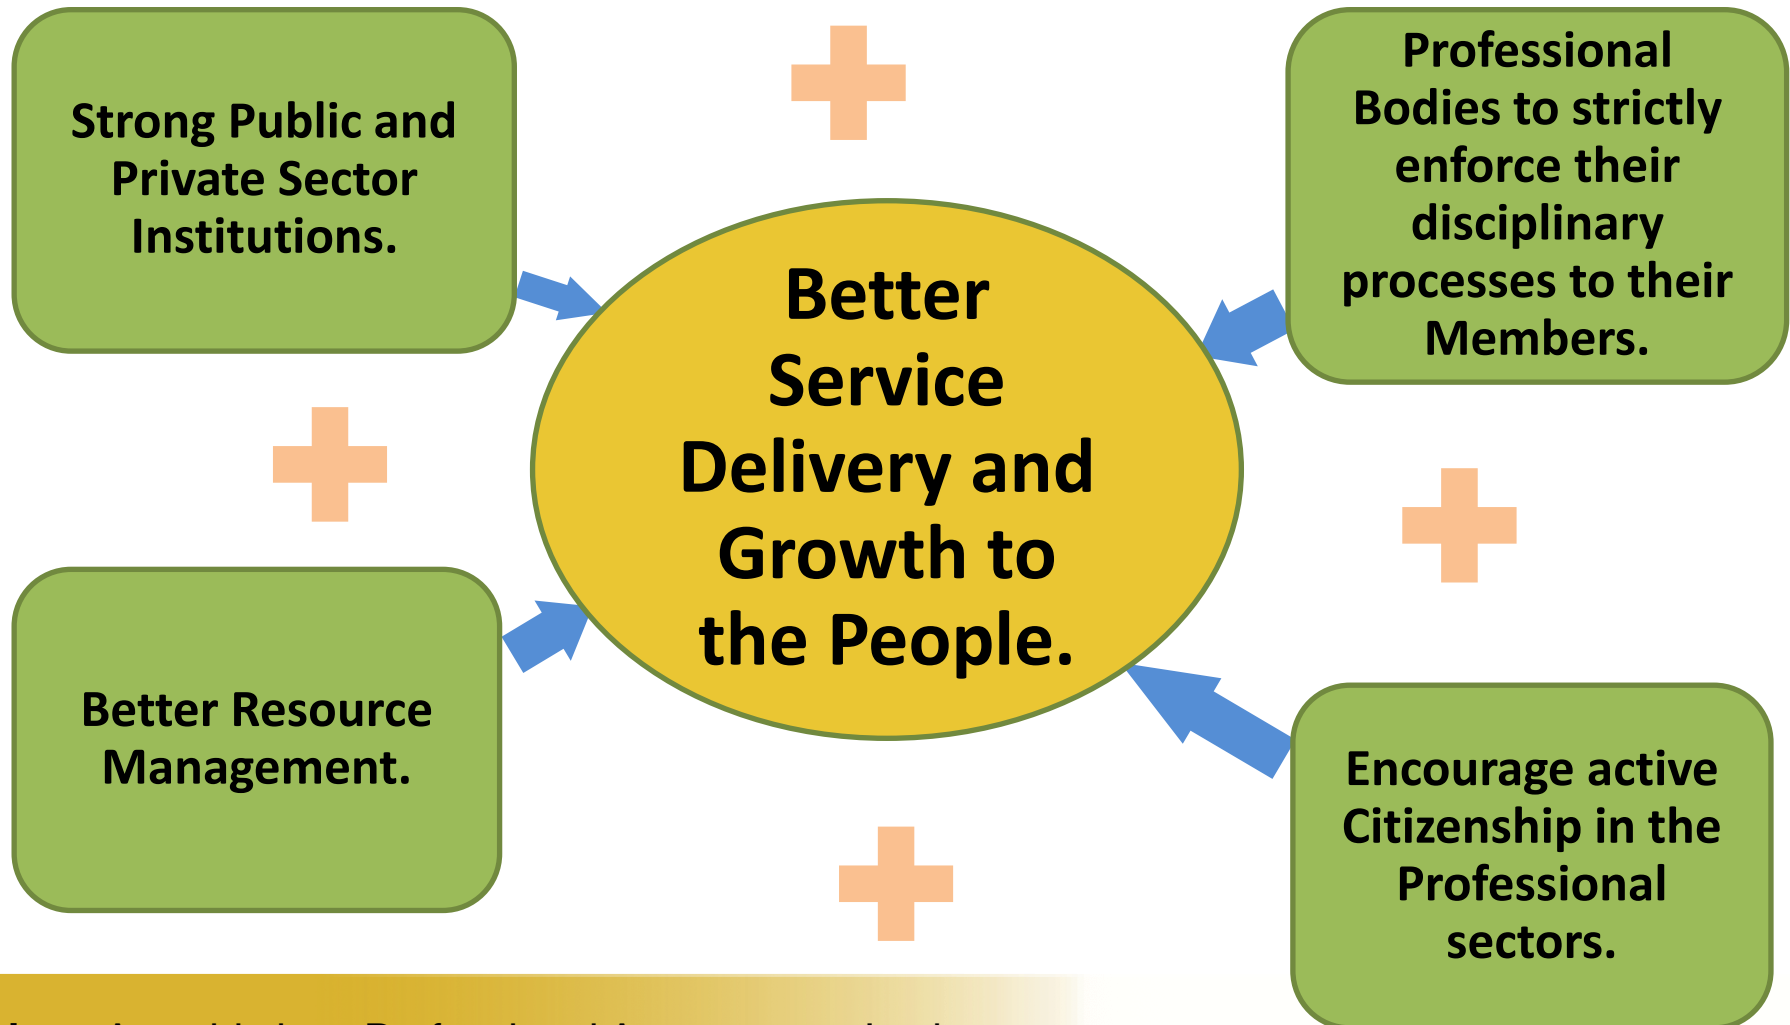 Strong Public and
Private Sector
Institutions.
Professional
Bodies to strictly
enforce their
disciplinary
processes to their
Members.
Better
Service
Delivery and
Growth to
the People.
Better Resource
Management.
Encourage active
Citizenship in the
Professional
sectors.